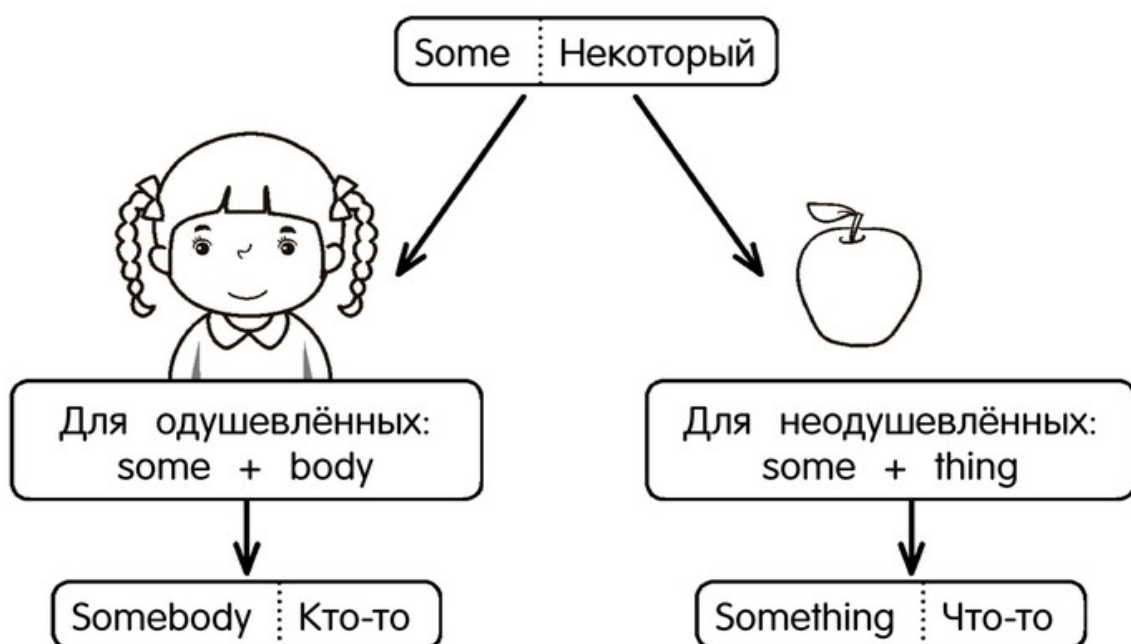 Some Некоторый
Для одушевлённых:
some + body
Для неодушевлённых:
some + thing
Somebody Кто-то
Something Что-то